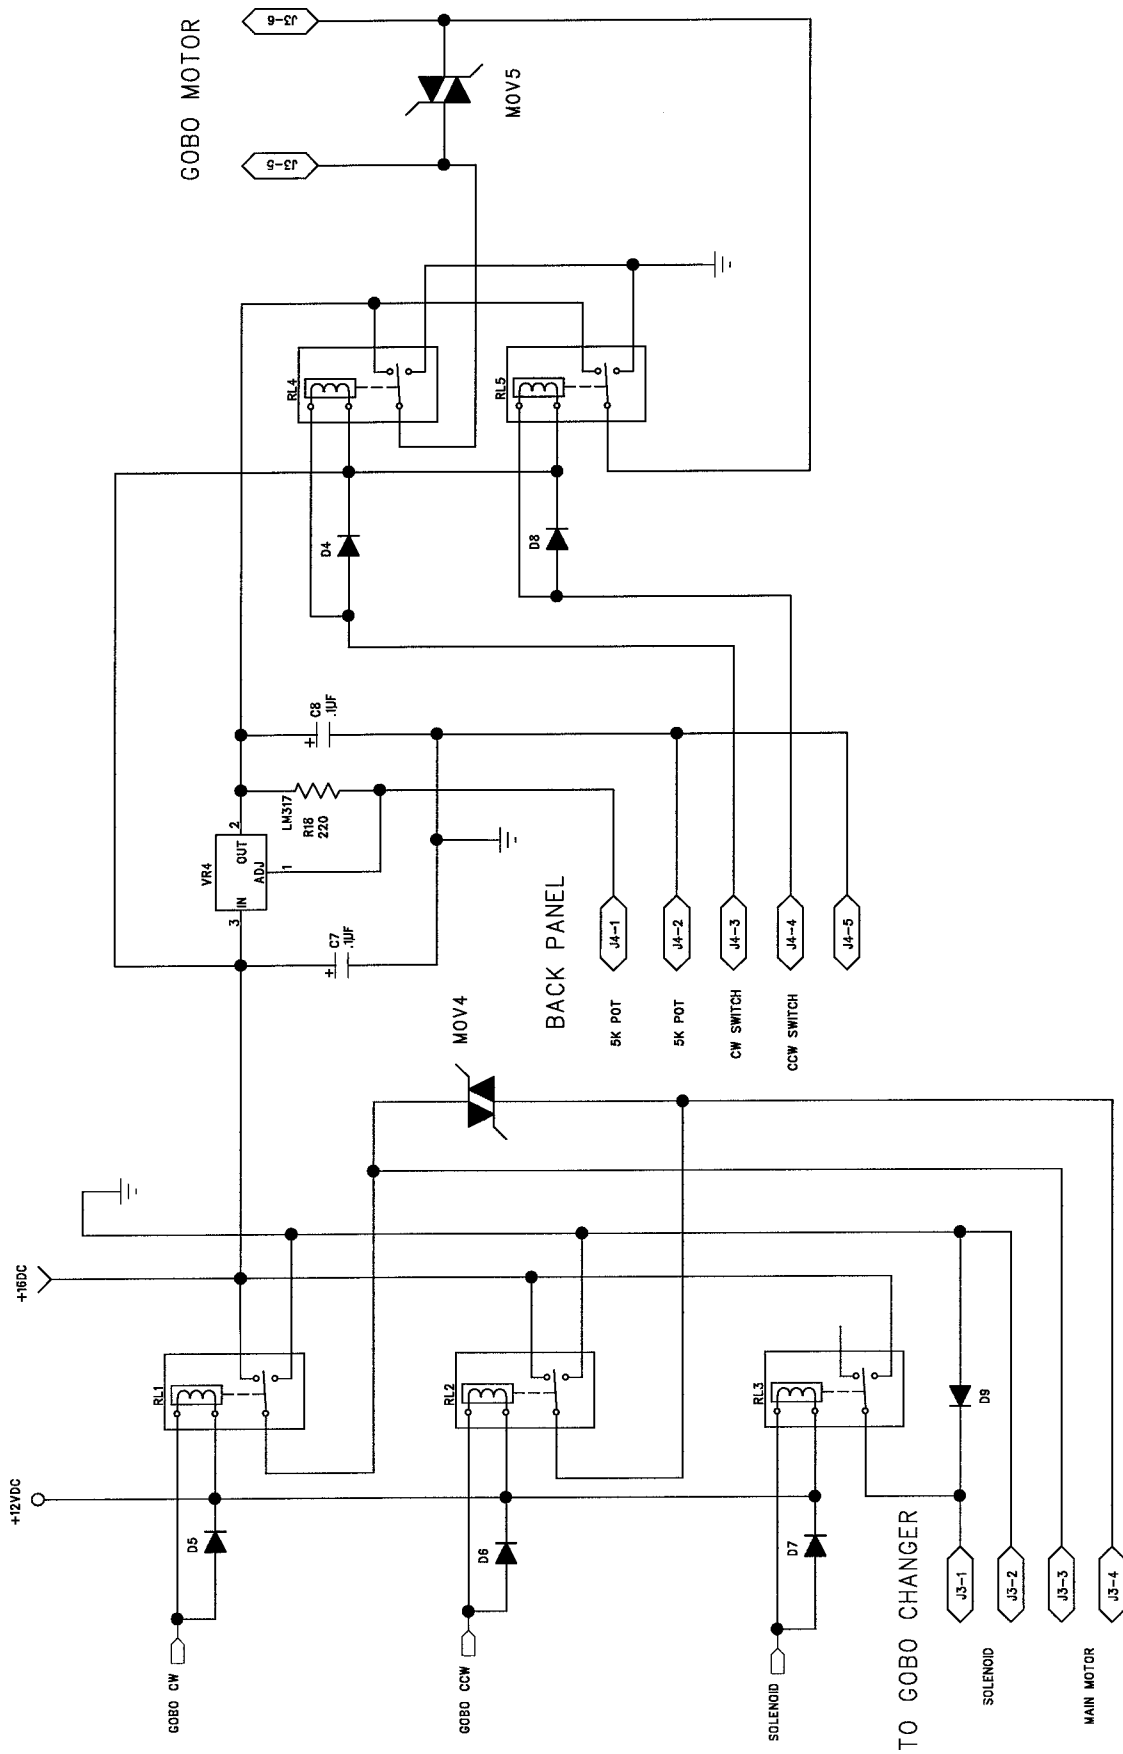 GOBO MOTOR
J3-6
J3-5
MOV5
RL4
RL5
D4
D8
C8
.1µF
+
LM317
R18
220
VR4
2
OUT
ADJ
1
IN
3
C7
.1µF
+
BACK PANEL
J4-1
J4-2
J4-3
J4-4
J4-5
5K POT
5K POT
CW SWITCH
CCW SWITCH
MOV4
+16DC
+12VDC
RL1
RL2
RL3
D5
D6
D7
D9
GOBO CW
GOBO CCW
SOLENOID
TO GOBO CHANGER
J3-1
J3-2
J3-3
J3-4
SOLENOID
MAIN MOTOR